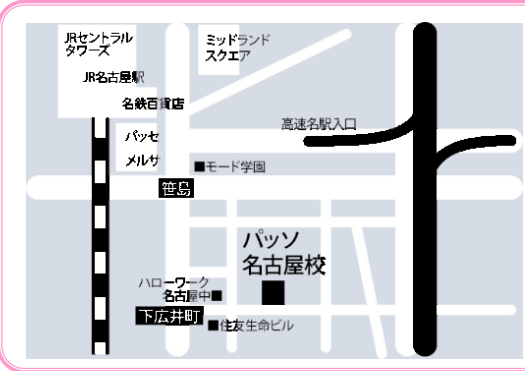 JRセントラル
タワーズ
ミッドランド
スクエア
JR名古屋駅
名鉄百貨店
高速名駅入口
パッセ
メルサ
■モード学園
笹島
パッソ
名古屋校
ハローワーク
名古屋中■
下広井町
■住友生命ビル